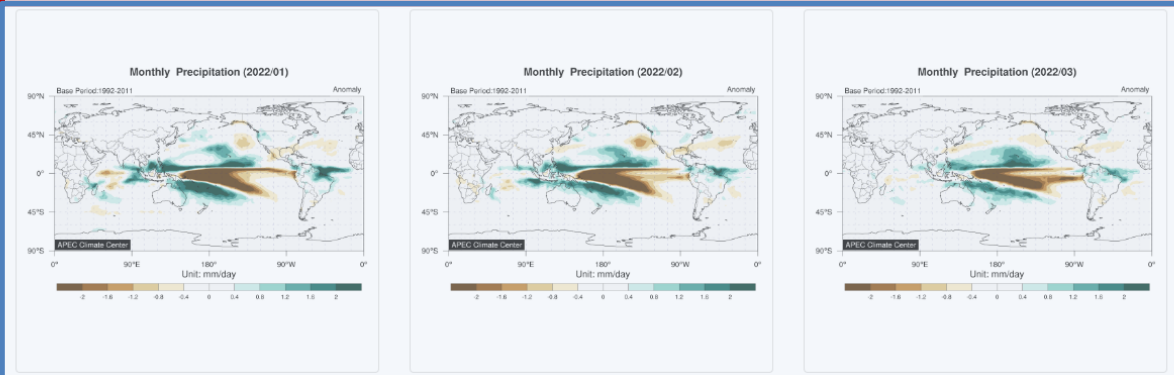 Monthly Precipitation (2022/01)
Base Period:1992-2011 Anomaly
90°N
45°N
0°
45°S
90°S
APEC Climate Center
0° 90°E 180° 90°W 0°
Unit: mm/day
-2 -1.6 -1.2 -0.8 -0.4 0 0.4 0.8 1.2 1.6 2
Monthly Precipitation (2022/02)
Base Period:1992-2011 Anomaly
90°N
45°N
0°
45°S
90°S
APEC Climate Center
0° 90°E 180° 90°W 0°
Unit: mm/day
-2 -1.6 -1.2 -0.8 -0.4 0 0.4 0.8 1.2 1.6 2
Monthly Precipitation (2022/03)
Base Period:1992-2011 Anomaly
90°N
45°N
0°
45°S
90°S
APEC Climate Center
0° 90°E 180° 90°W 0°
Unit: mm/day
-2 -1.6 -1.2 -0.8 -0.4 0 0.4 0.8 1.2 1.6 2